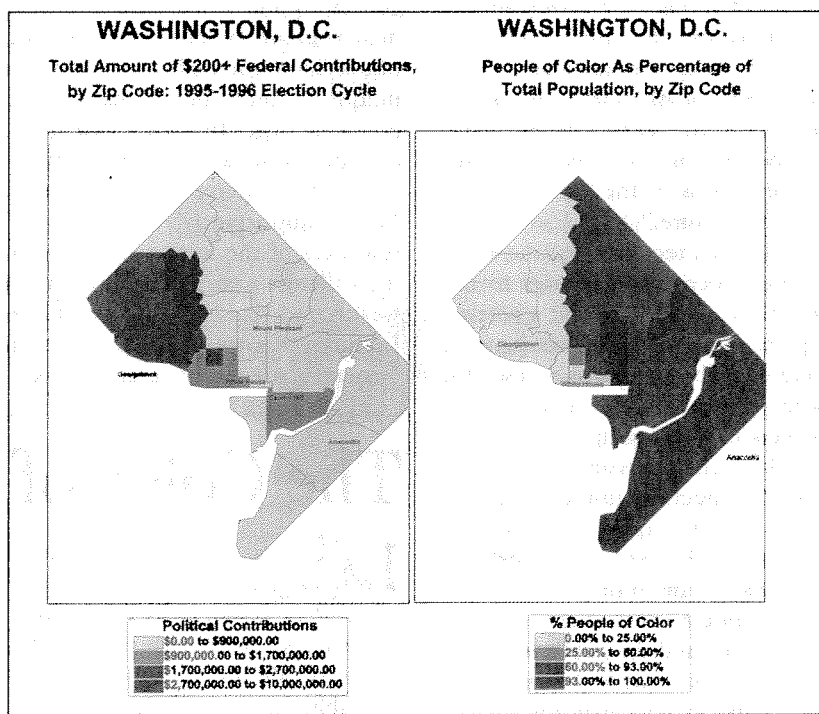 WASHINGTON, D.C.
Total Amount of $200+ Federal Contributions,
by Zip Code: 1995-1996 Election Cycle
Mount Pleasant
Georgetown
Anacostia
Political Contributions
$0.00 to $900,000.00
$900,000.00 to $1,700,000.00
$1,700,000.00 to $2,700,000.00
$2,700,000.00 to $10,000,000.00
WASHINGTON, D.C.
People of Color As Percentage of
Total Population, by Zip Code
Georgetown
Anacostia
% People of Color
0.00% to 25.00%
25.00% to 60.00%
60.00% to 93.00%
93.00% to 100.00%